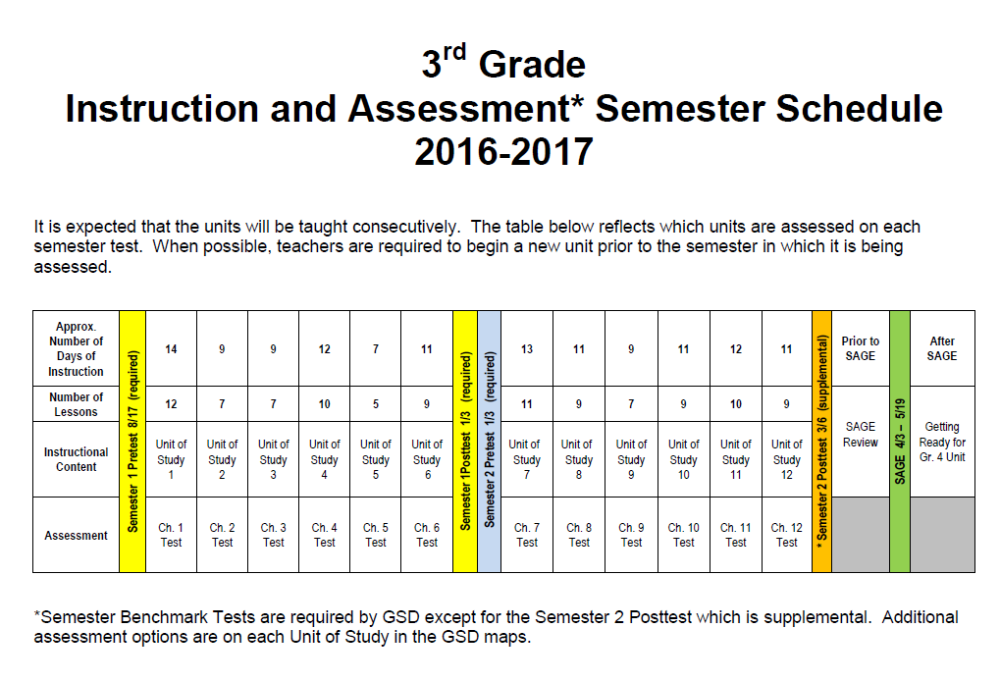 3rd Grade
Instruction and Assessment* Semester Schedule
2016-2017
It is expected that the units will be taught consecutively. The table below reflects which units are assessed on each
semester test. When possible, teachers are required to begin a new unit prior to the semester in which it is being
assessed.
Approx.
Number of
Days of
Instruction
Semester 1 Pretest 8/17 (required)
14 9 9 12 7 11
Semester 1Posttest 1/3 (required)
Semester 2 Pretest 1/3 (required)
13 11 9 11 12 11
* Semester 2 Posttest 3/6 (supplemental)
Prior to
SAGE
SAGE 4/3 – 5/19
After
SAGE
Number of
Lessons
12 7 7 10 5 9 11 9 7 9 10 9
Instructional
Content
Unit of
Study
1
Unit of
Study
2
Unit of
Study
3
Unit of
Study
4
Unit of
Study
5
Unit of
Study
6
Unit of
Study
7
Unit of
Study
8
Unit of
Study
9
Unit of
Study
10
Unit of
Study
11
Unit of
Study
12
SAGE
Review
Getting
Ready for
Gr. 4 Unit
Assessment
Ch. 1
Test
Ch. 2
Test
Ch. 3
Test
Ch. 4
Test
Ch. 5
Test
Ch. 6
Test
Ch. 7
Test
Ch. 8
Test
Ch. 9
Test
Ch. 10
Test
Ch. 11
Test
Ch. 12
Test
*Semester Benchmark Tests are required by GSD except for the Semester 2 Posttest which is supplemental. Additional
assessment options are on each Unit of Study in the GSD maps.